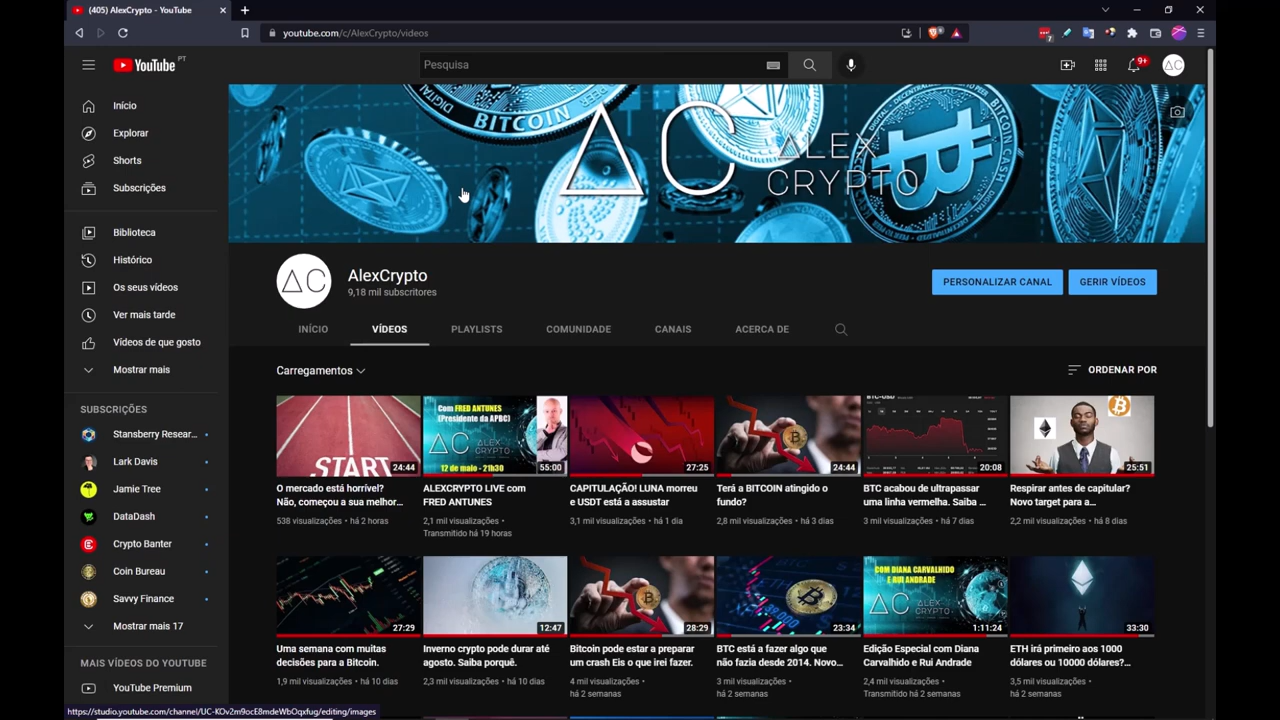 (405) AlexCrypto - YouTube
youtube.com/c/AlexCrypto/videos
7
YouTube PT
Pesquisa
9+
AC
Início
Explorar
Shorts
Subscrições
Biblioteca
Histórico
Os seus vídeos
Ver mais tarde
Vídeos de que gosto
Mostrar mais
SUBSCRIÇÕES
Stansberry Resear...
Lark Davis
Jamie Tree
DataDash
Crypto Banter
Coin Bureau
Savvy Finance
Mostrar mais 17
MAIS VÍDEOS DO YOUTUBE
YouTube Premium
BITCOIN
DIGITAL
AC ALEX
CRYPTO
AC
AlexCrypto
9,18 mil subscritores
PERSONALIZAR CANAL
GERIR VÍDEOS
INÍCIO
VÍDEOS
PLAYLISTS
COMUNIDADE
CANAIS
ACERCA DE
Carregamentos
ORDENAR POR
START
24:44
O mercado está horrível?
Não, começou a sua melhor...
538 visualizações • há 2 horas
Com FRED ANTUNES
(Presidente da APBC)
AC ALEX
CRYPTO
12 de maio - 21h30
55:00
ALEXCRYPTO LIVE com
FRED ANTUNES
2,1 mil visualizações •
Transmitido há 19 horas
27:25
CAPITULAÇÃO! LUNA morreu
e USDT está a assustar
3,1 mil visualizações • há 1 dia
24:44
Terá a BITCOIN atingido o
fundo?
2,8 mil visualizações • há 3 dias
BTC-USD
20:08
BTC acabou de ultrapassar
uma linha vermelha. Saiba ...
3 mil visualizações • há 7 dias
25:51
Respirar antes de capitular?
Novo target para a...
2,2 mil visualizações • há 8 dias
27:29
Uma semana com muitas
decisões para a Bitcoin.
1,9 mil visualizações • há 10 dias
12:47
Inverno crypto pode durar até
agosto. Saiba porquê.
2,3 mil visualizações • há 10 dias
28:29
Bitcoin pode estar a preparar
um crash Eis o que irei fazer.
4 mil visualizações •
há 2 semanas
23:34
BTC está a fazer algo que
não fazia desde 2014. Novo...
3 mil visualizações •
há 2 semanas
COM DIANA CARVALHIDO
E RUI ANDRADE
AC ALEX
CRYPTO
1:11:24
Edição Especial com Diana
Carvalhido e Rui Andrade
2,4 mil visualizações •
Transmitido há 2 semanas
33:30
ETH irá primeiro aos 1000
dólares ou 10000 dólares?...
3,5 mil visualizações •
há 2 semanas
https://studio.youtube.com/channel/UC-KOv2m9ocE8mdeWbOqxfug/editing/images